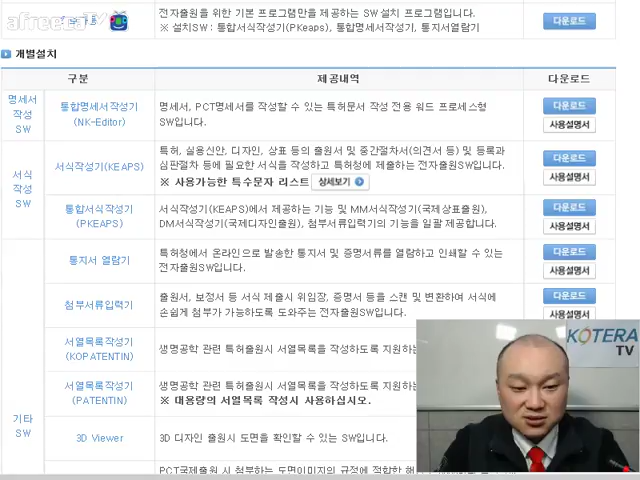 afreecaTV
전자출원을 위한 기본 프로그램만을 제공하는 SW 설치 프로그램입니다.
※ 설치SW : 통합서식작성기(PKeaps), 통합명세서작성기, 통지서열람기
다운로드
개별설치
구분 제공내역 다운로드
명세서 작성 SW
통합명세서작성기
(NK-Editor)
명세서, PCT명세서를 작성할 수 있는 특허문서 작성 전용 워드 프로세스형
SW입니다.
다운로드
사용설명서
서식 작성 SW
서식작성기(KEAPS)
특허, 실용신안, 디자인, 상표 등의 출원서 및 중간절차서(의견서 등) 및 등록과
심판절차 등에 필요한 서식을 작성하고 특허청에 제출하는 전자출원SW입니다.
※ 사용가능한 특수문자 리스트 상세보기
다운로드
사용설명서
통합서식작성기
(PKEAPS)
서식작성기(KEAPS)에서 제공하는 기능 및 MM서식작성기(국제상표출원),
DM서식작성기(국제디자인출원), 첨부서류입력기의 기능을 일괄 제공합니다.
다운로드
사용설명서
기타 SW
통지서 열람기
특허청에서 온라인으로 발송한 통지서 및 증명서류를 열람하고 인쇄할 수 있는
전자출원SW입니다.
다운로드
사용설명서
첨부서류입력기
출원서, 보정서 등 서식 제출시 위임장, 증명서 등을 스캔 및 변환하여 서식에
손쉽게 첨부가 가능하도록 도와주는 전자출원SW입니다.
다운로드
사용설명서
서열목록작성기
(KOPATENTIN)
생명공학 관련 특허출원시 서열목록을 작성하도록 지원하는
서열목록작성기
(PATENTIN)
생명공학 관련 특허출원시 서열목록을 작성하도록 지원하는
※ 대용량의 서열목록 작성시 사용하십시오.
3D Viewer
3D 디자인 출원시 도면을 확인할 수 있는 SW입니다.
PCT국제출원 시 첨부하는 도면이미지의 규정에 적합한
KOTERA
TV